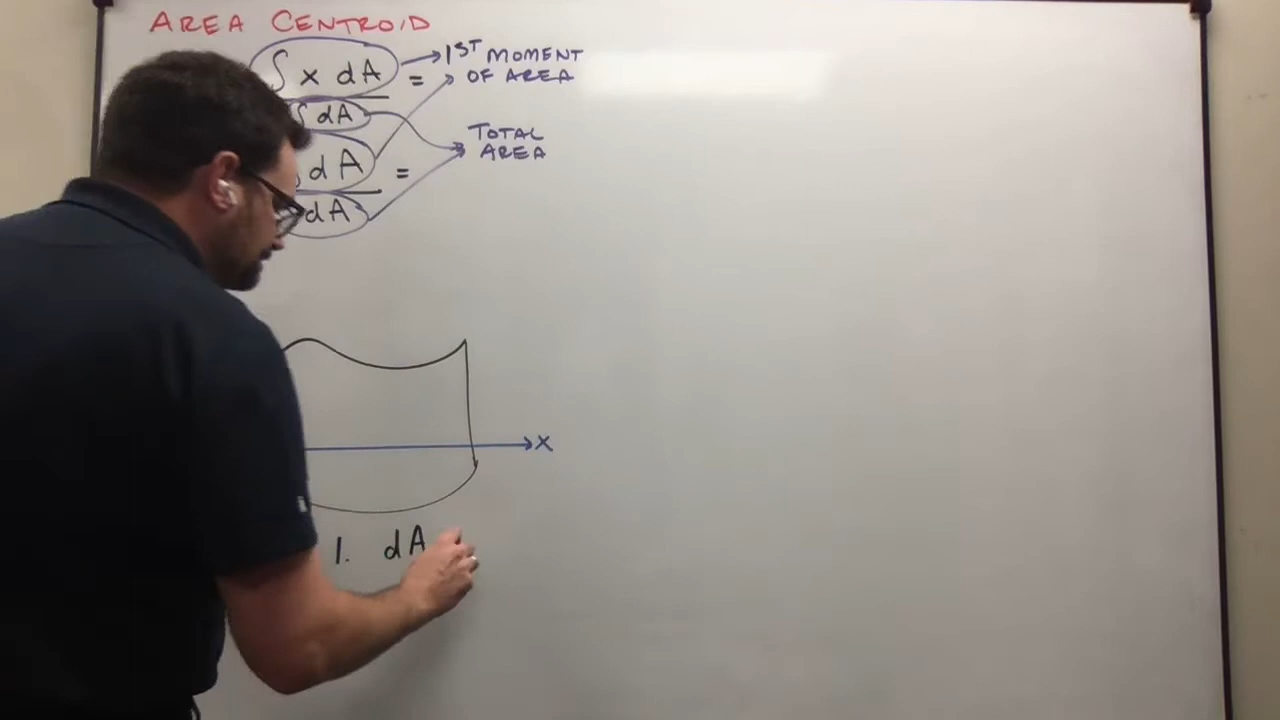 AREA CENTROID
∫ x dA = 1ST MOMENT
∫ dA OF AREA
dA = TOTAL
dA AREA
X
1. dA